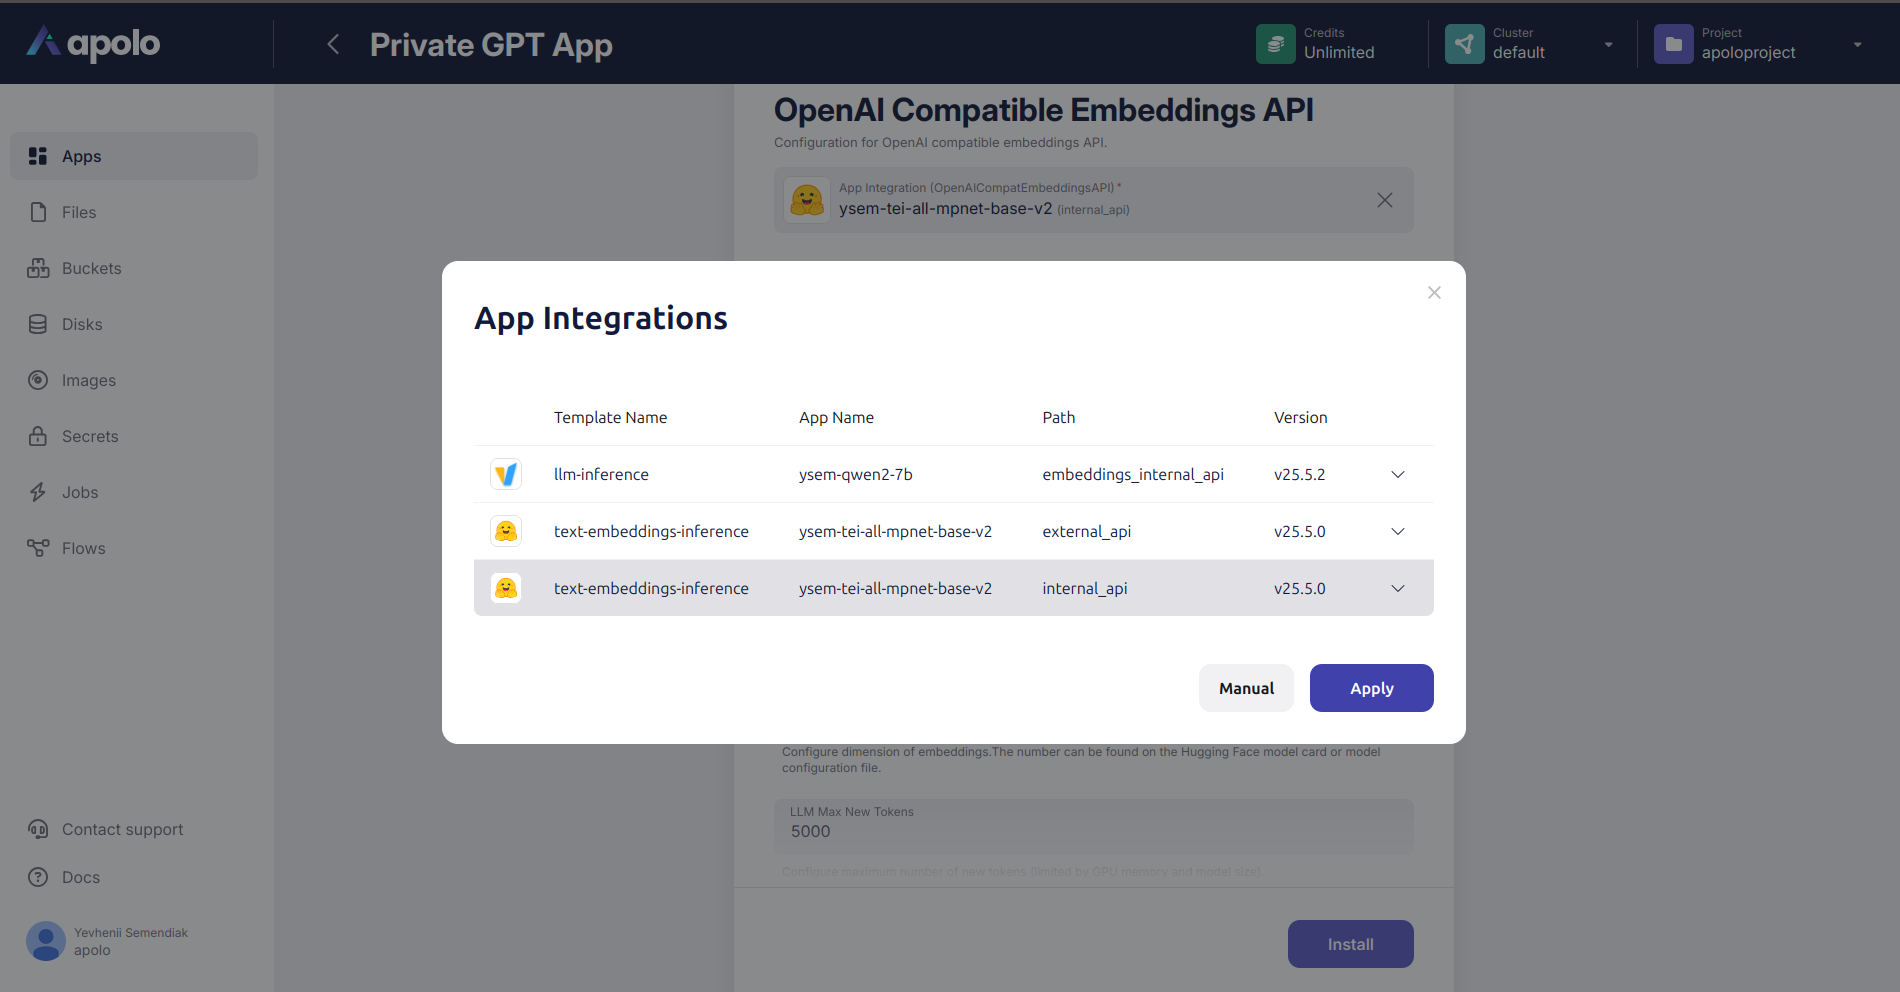 apolo
Private GPT App
Credits
Unlimited
Cluster
default
Project
apoloproject
Apps
Files
Buckets
Disks
Images
Secrets
Jobs
Flows
Contact support
Docs
Yevhenii Semendiak
apolo
OpenAI Compatible Embeddings API
Configuration for OpenAI compatible embeddings API.
App Integration (OpenAICompatEmbeddingsAPI) *
ysem-tei-all-mpnet-base-v2 (internal_api)
App Integrations
Template Name App Name Path Version
llm-inference ysem-qwen2-7b embeddings_internal_api v25.5.2
text-embeddings-inference ysem-tei-all-mpnet-base-v2 external_api v25.5.0
text-embeddings-inference ysem-tei-all-mpnet-base-v2 internal_api v25.5.0
Manual Apply
Configure dimension of embeddings.The number can be found on the Hugging Face model card or model
configuration file.
LLM Max New Tokens
5000
Configure maximum number of new tokens (limited by GPU memory and model size).
Install